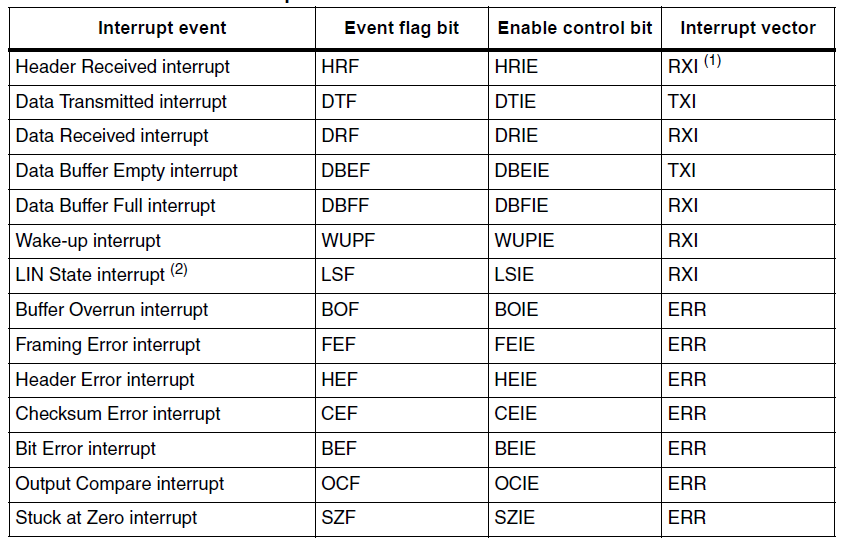 Interrupt event Event flag bit Enable control bit Interrupt vector
Header Received interrupt HRF HRIE RXI (1)
Data Transmitted interrupt DTF DTIE TXI
Data Received interrupt DRF DRIE RXI
Data Buffer Empty interrupt DBEF DBEIE TXI
Data Buffer Full interrupt DBFF DBFIE RXI
Wake-up interrupt WUPF WUPIE RXI
LIN State interrupt (2) LSF LSIE RXI
Buffer Overrun interrupt BOF BOIE ERR
Framing Error interrupt FEF FEIE ERR
Header Error interrupt HEF HEIE ERR
Checksum Error interrupt CEF CEIE ERR
Bit Error interrupt BEF BEIE ERR
Output Compare interrupt OCF OCIE ERR
Stuck at Zero interrupt SZF SZIE ERR